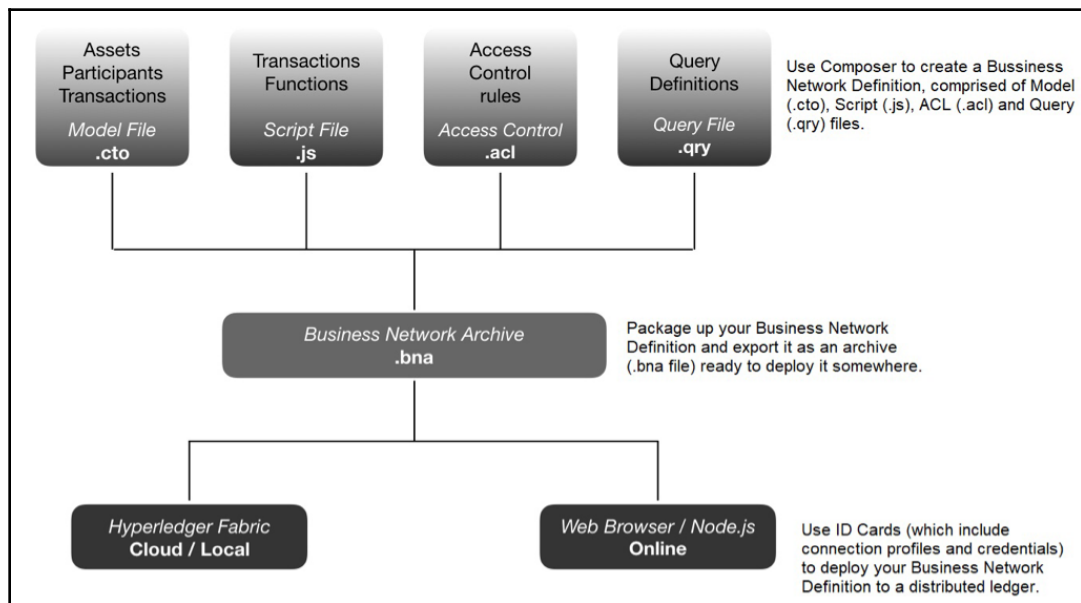 Assets
Participants
Transactions
Model File
.cto
Transactions
Functions
Script File
.js
Access
Control
rules
Access Control
.acl
Query
Definitions
Query File
.qry
Use Composer to create a Bussiness
Network Definition, comprised of Model
(.cto), Script (.js), ACL (.acl) and Query
(.qry) files.
Business Network Archive
.bna
Package up your Business Network
Definition and export it as an archive
(.bna file) ready to deploy it somewhere.
Hyperledger Fabric
Cloud / Local
Web Browser / Node.js
Online
Use ID Cards (which include
connection profiles and credentials)
to deploy your Business Network
Definition to a distributed ledger.